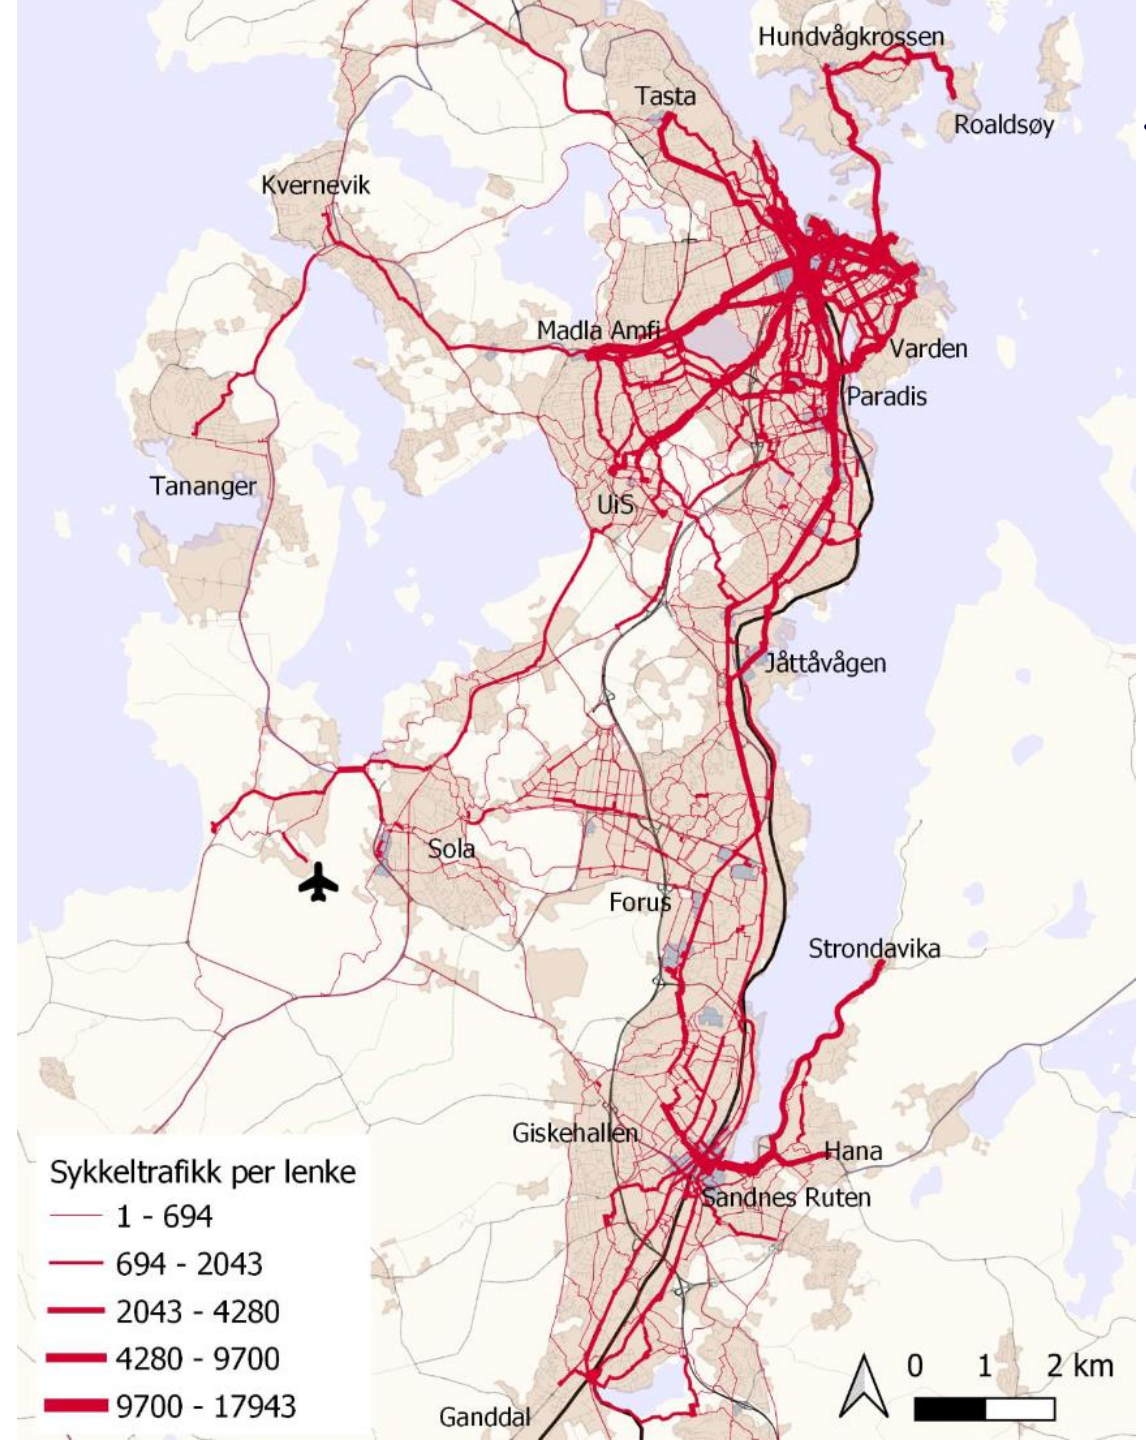 Hundvågkrossen
Tasta
Roaldsøy
Kvernevik
Madla Amfi
Varden
Paradis
Tananger
UiS
Jåttåvågen
Sola
Forus
Strondavika
Giskehallen
Hana
Sandnes Ruten
Ganddal
Sykkeltrafikk per lenke
1 - 694
694 - 2043
2043 - 4280
4280 - 9700
9700 - 17943
0 1 2 km